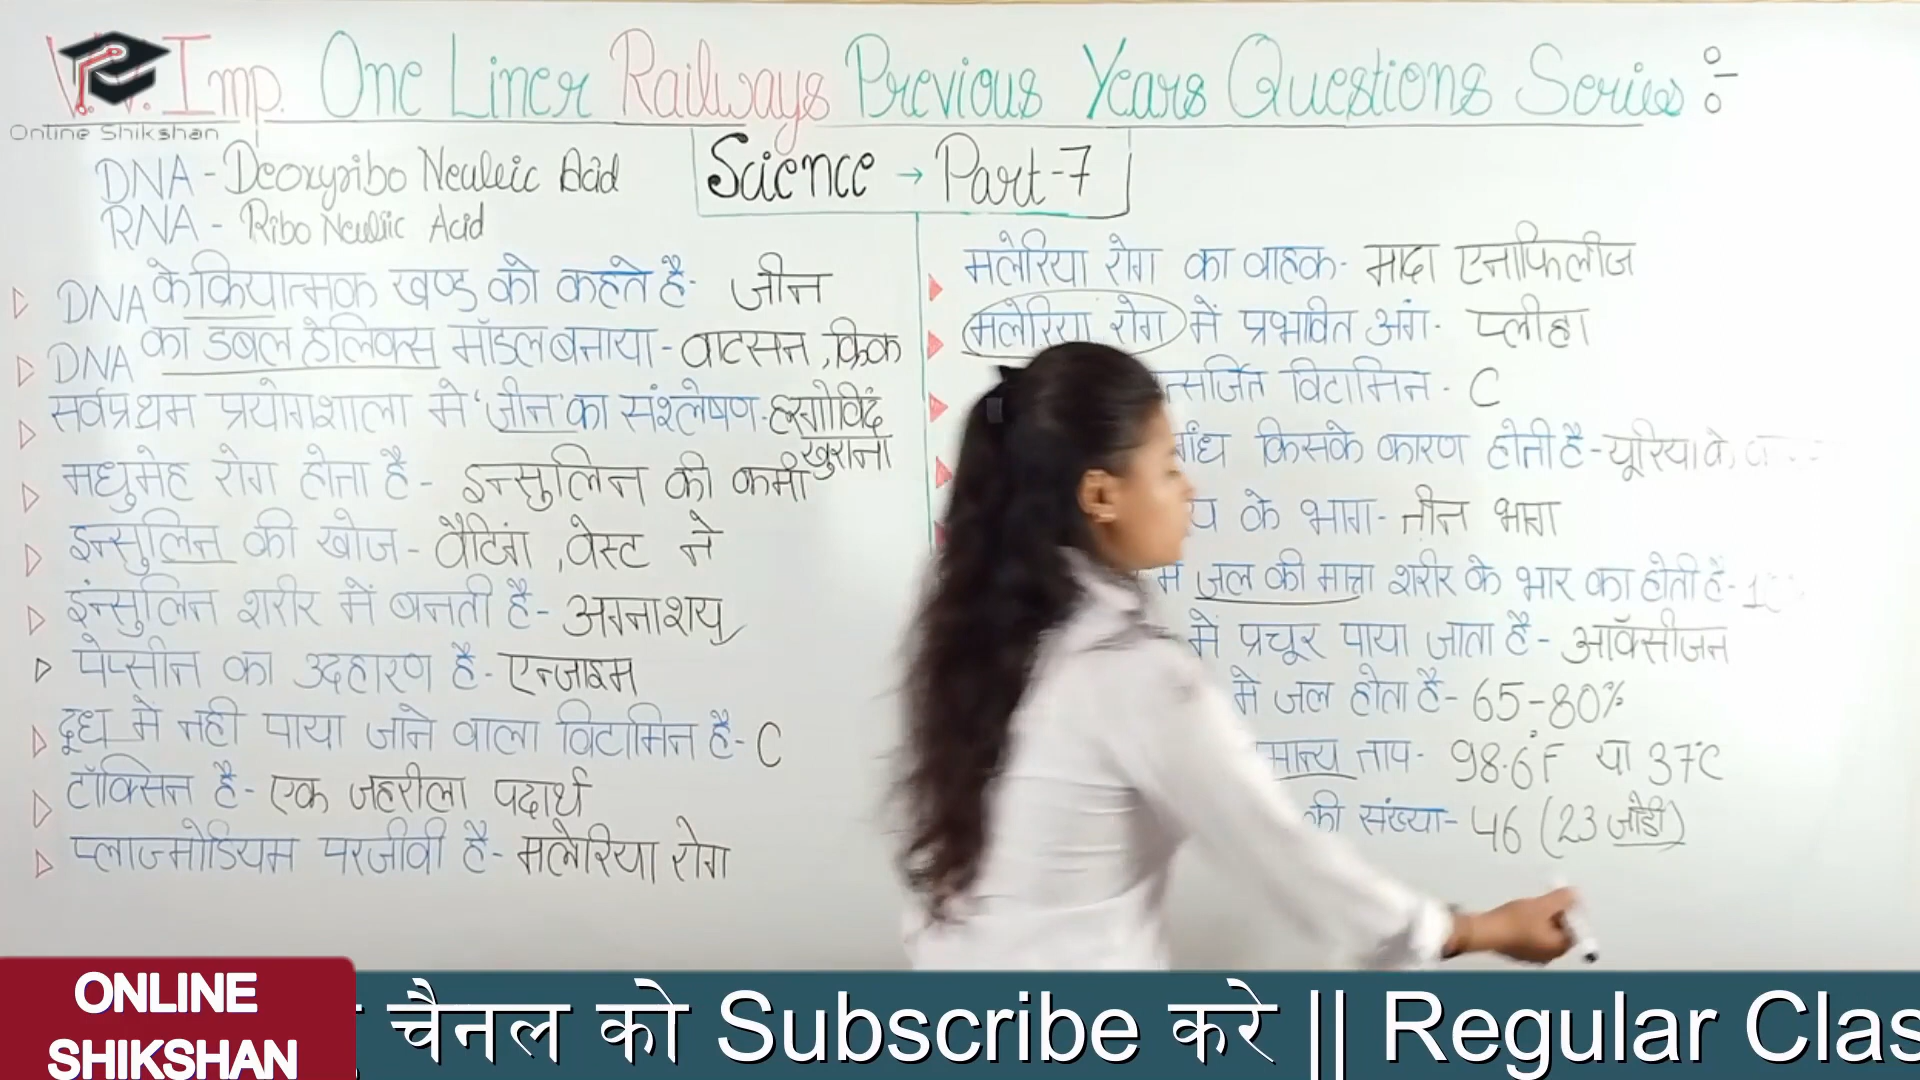 V.V. Imp. One Liner Railways Previous Years Questions Series :-
Online Shikshan
Science → Part-7
DNA - Deoxyribo Neuleic Acid
RNA - Ribo Neuliic Acid
DNA के क्रियात्मक खण्ड को कहते है- जीन
DNA का डबल हेलिक्स मॉडल बनाया - वाटसन, क्रिक
सर्वप्रथम प्रयोगशाला मे 'जीन' का संश्लेषण - हरगोविंद खुराना
मधुमेह रोग होता है - इन्सुलिन की कमी
इन्सुलिन की खोज - वैटिंग, वेस्ट ने
इंन्सुलिन शरीर में बनती है - अग्नाशय
पेप्सीन का उदहारण है - एन्जाइम
दूध में नही पाया जाने वाला विटामिन है - C
टॉक्सिन है - एक जहरीला पदार्थ
प्लाज्मोडियम परजीवी है - मलेरिया रोग
मलेरिया रोग का वाहक - मादा एनाफिलीज
मलेरिया रोग में प्रभावित अंग - प्लीहा
त्सर्जित विटामिन - C
किसके कारण होती है - यूरिया के
के भाग - तीन भाग
में जल की मात्रा शरीर के भार का होती है -
में प्रचूर पाया जाता है - ऑक्सीजन
मे जल होता है - 65-80%
मान्य ताप - 98.6°F या 37°C
की संख्या - 46 (23 जोडी)
ONLINE SHIKSHAN
चैनल को Subscribe करे || Regular Clas